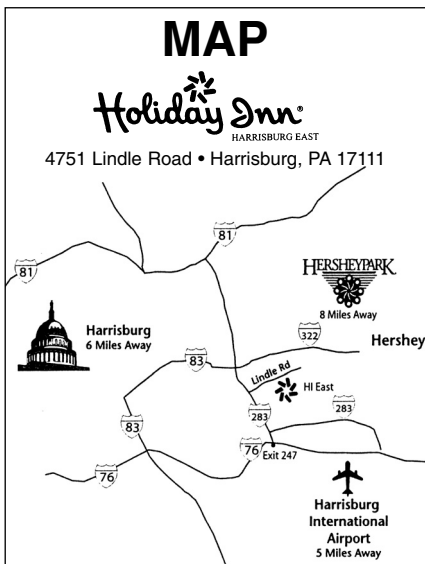 MAP
Holiday Inn®
HARRISBURG EAST
4751 Lindle Road • Harrisburg, PA 17111
81
81
HERSHEYPARK
8 Miles Away
Harrisburg
6 Miles Away
322
Hershey
83
Lindle Rd
HI East
283
283
83
76
Exit 247
76
Harrisburg
International
Airport
5 Miles Away